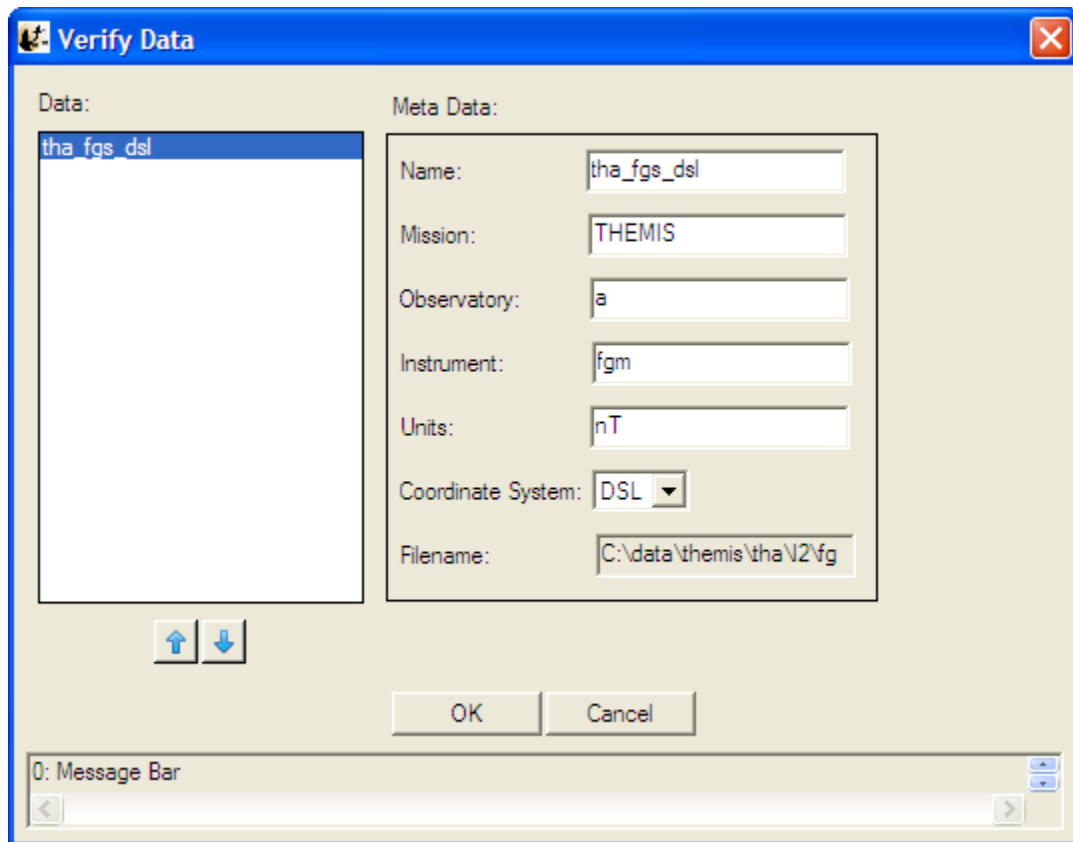 Verify Data
Data:
tha_fgs_dsl
Meta Data:
Name: tha_fgs_dsl
Mission: THEMIS
Observatory: a
Instrument: fgm
Units: nT
Coordinate System: DSL
Filename: C:\data\themis\tha\l2\fg
OK Cancel
0: Message Bar